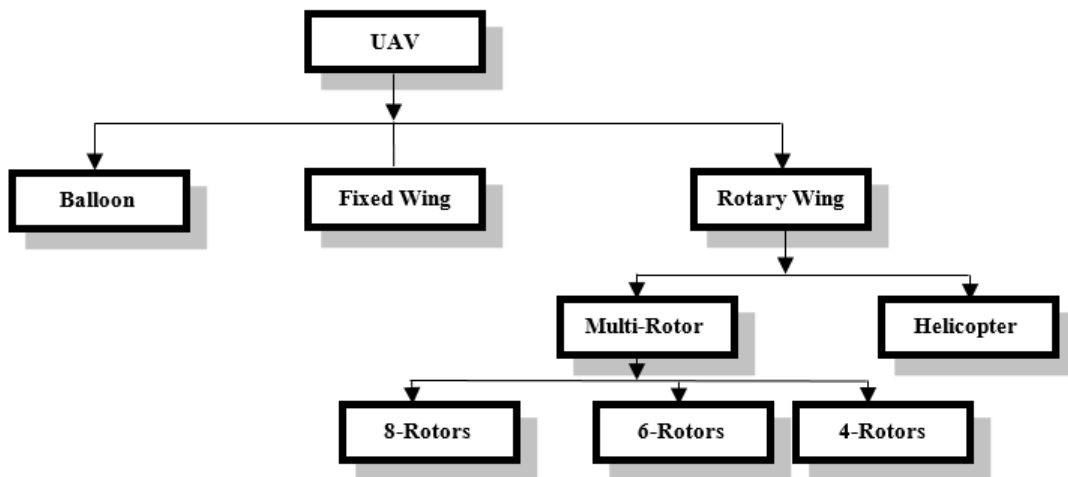 UAV
Balloon
Fixed Wing
Rotary Wing
Multi-Rotor
Helicopter
8-Rotors
6-Rotors
4-Rotors